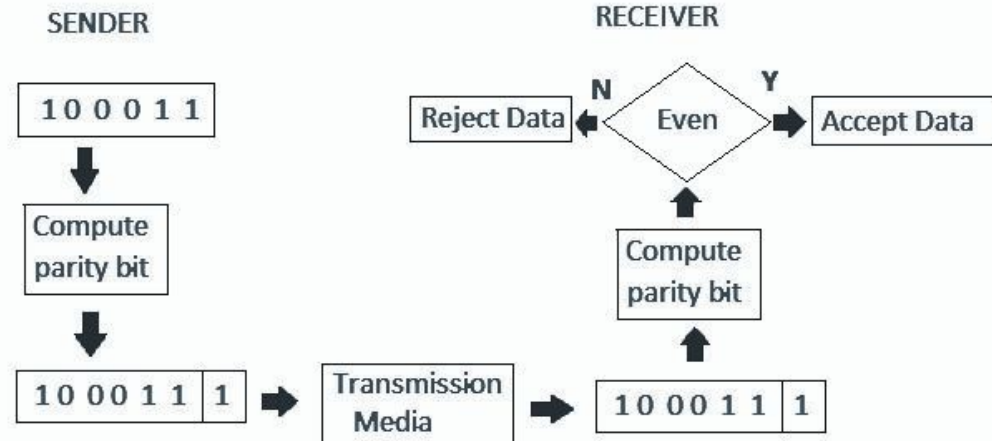 SENDER
RECEIVER
1 0 0 0 1 1
N
Y
Reject Data
Even
Accept Data
Compute
parity bit
Compute
parity bit
1 0 0 0 1 1 1
Transmission
Media
1 0 0 0 1 1 1